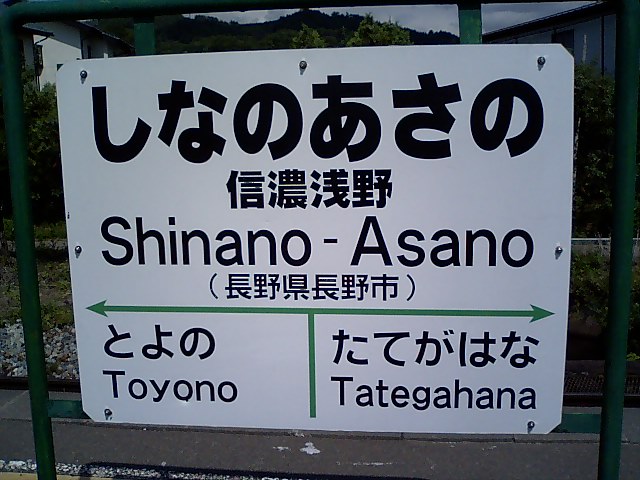 しなのあさの
信濃浅野
Shinano-Asano
（長野県長野市）
とよの
Toyono
たてがはな
Tategahana